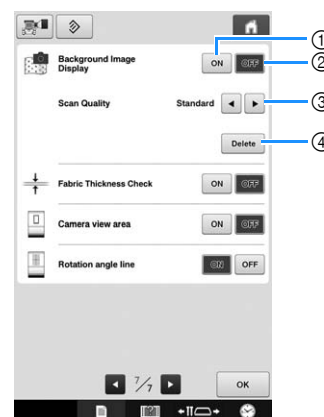 ①
Background Image
Display
ON OFF
②
Scan Quality
Standard
③
Delete
④
Fabric Thickness Check
ON OFF
Camera view area
ON OFF
Rotation angle line
ON OFF
7/7
OK